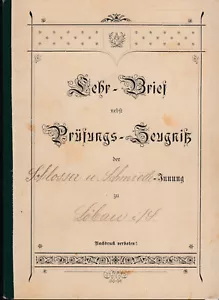 Lehr-Brief
nebst
Prüfungs-Zeugniß
der
Schlosser u. Schmiede-Innung
zu
Löbau i/S.
Nachdruck verboten!